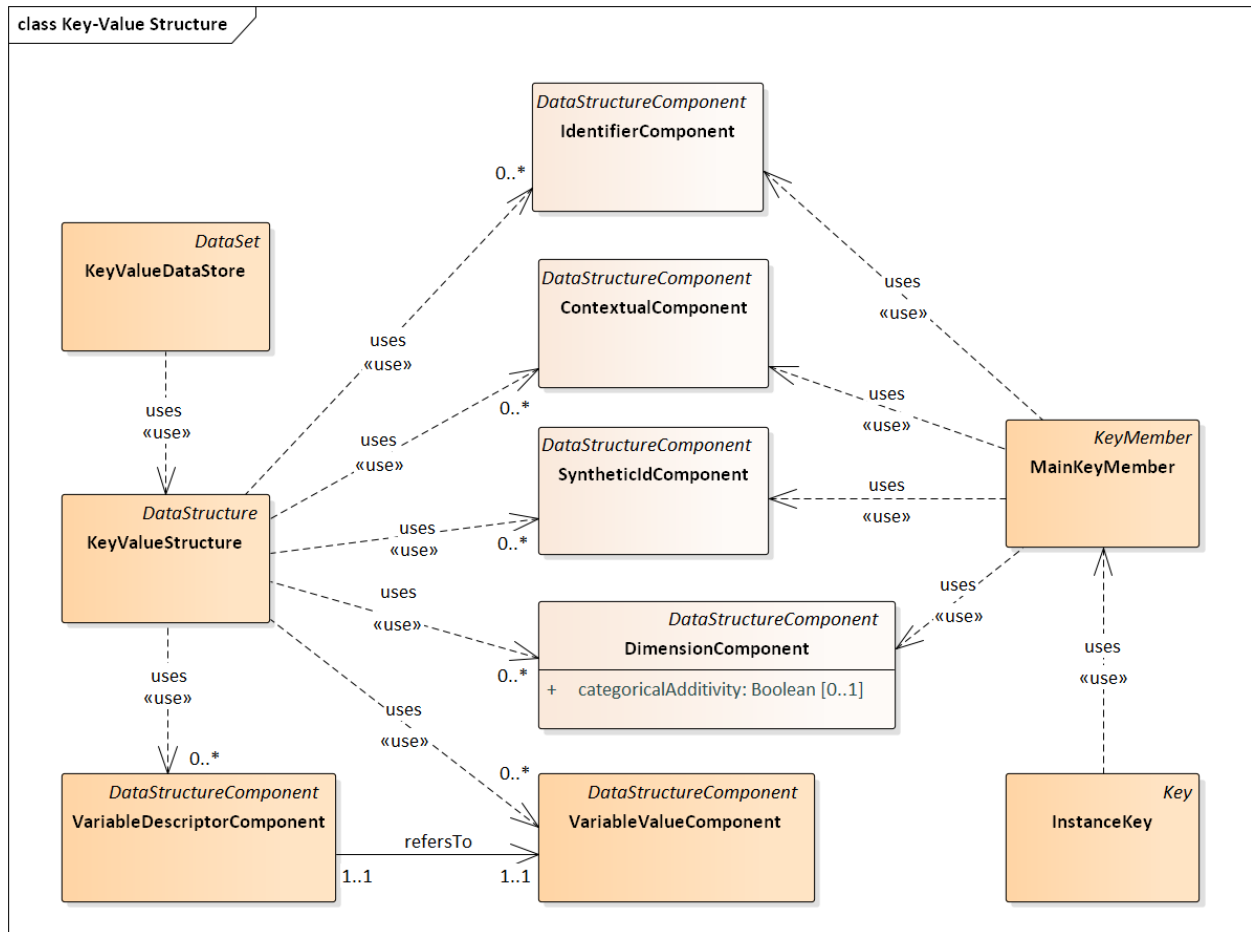 class Key-Value Structure
DataStructureComponent
IdentifierComponent
0..*
DataSet
KeyValueDataStore
uses
«use»
DataStructureComponent
ContextualComponent
uses
«use»
0..*
uses
«use»
uses
«use»
uses
«use»
DataStructureComponent
SyntheticIdComponent
KeyMember
MainKeyMember
DataStructure
KeyValueStructure
uses
«use»
0..*
uses
«use»
uses
«use»
0..*
DataStructureComponent
DimensionComponent
+ categoricalAdditivity: Boolean [0..1]
uses
«use»
uses
«use»
0..*
uses
«use»
0..*
uses
«use»
DataStructureComponent
VariableDescriptorComponent
refersTo
1..1
1..1
DataStructureComponent
VariableValueComponent
Key
InstanceKey